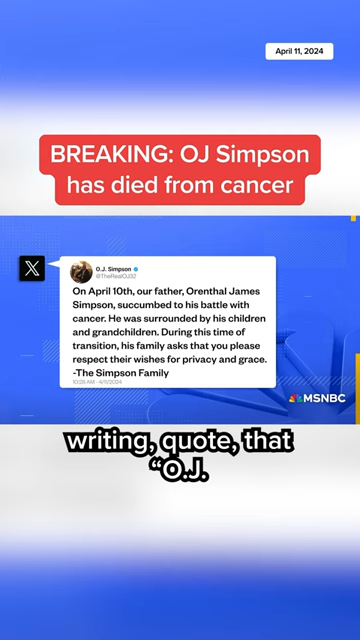 April 11, 2024
BREAKING: OJ Simpson
has died from cancer
X
O.J. Simpson
@TheRealOJ32
On April 10th, our father, Orenthal James
Simpson, succumbed to his battle with
cancer. He was surrounded by his children
and grandchildren. During this time of
transition, his family asks that you please
respect their wishes for privacy and grace.
-The Simpson Family
10:28 AM - 4/11/2024
MSNBC
writing, quote, that
“O.J.